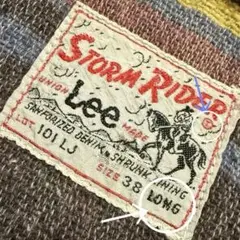 STORM RIDER
UNION Lee MADE
SANFORIZED DENIM, SHRUNK LINING
LOT 101 LJ SIZE 38 LONG